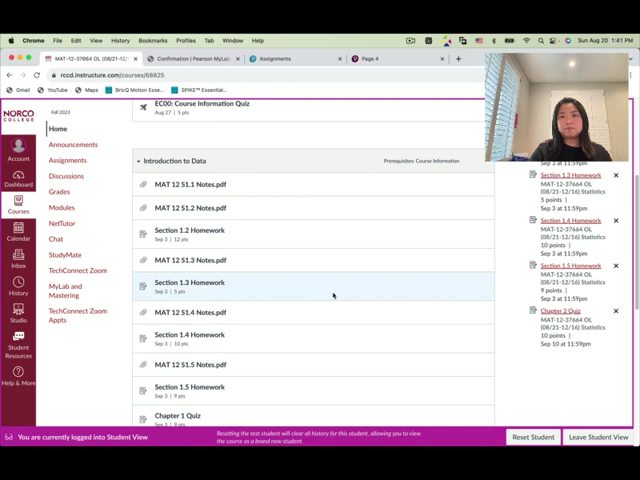 Chrome File Edit View History Bookmarks Profiles Tab Window Help
Sun Aug 20 1:41 PM
MAT-12-37664 OL (08/21-12/
Confirmation | Pearson MyLab
Assignments
Page 4
rccd.instructure.com/courses/68825
Gmail YouTube Maps BricQ Motion Esse... SPIKE™ Essential...
NORCO
COLLEGE
Account
Dashboard
Courses
Calendar
Inbox
History
Studio
Student
Resources
Help & More
Fall 2023
Home
Announcements
Assignments
Discussions
Grades
Modules
NetTutor
Chat
StudyMate
TechConnect Zoom
MyLab and
Mastering
TechConnect Zoom
Appts
EC00: Course Information Quiz
Aug 27 | 5 pts
Introduction to Data
Prerequisites: Course Information
MAT 12 S1.1 Notes.pdf
MAT 12 S1.2 Notes.pdf
Section 1.2 Homework
Sep 3 | 12 pts
MAT 12 S1.3 Notes.pdf
Section 1.3 Homework
Sep 3 | 5 pts
MAT 12 S1.4 Notes.pdf
Section 1.4 Homework
Sep 3 | 10 pts
MAT 12 S1.5 Notes.pdf
Section 1.5 Homework
Sep 3 | 9 pts
Chapter 1 Quiz
Sep 3 | 9 pts
Sep 3 at 11:59pm
Section 1.3 Homework
MAT-12-37664 OL
(08/21-12/16) Statistics
5 points |
Sep 3 at 11:59pm
Section 1.4 Homework
MAT-12-37664 OL
(08/21-12/16) Statistics
10 points |
Sep 3 at 11:59pm
Section 1.5 Homework
MAT-12-37664 OL
(08/21-12/16) Statistics
9 points |
Sep 3 at 11:59pm
Chapter 2 Quiz
MAT-12-37664 OL
(08/21-12/16) Statistics
10 points |
Sep 10 at 11:59pm
You are currently logged into Student View
Resetting the test student will clear all history for this student, allowing you to view
the course as a brand new student.
Reset Student
Leave Student View